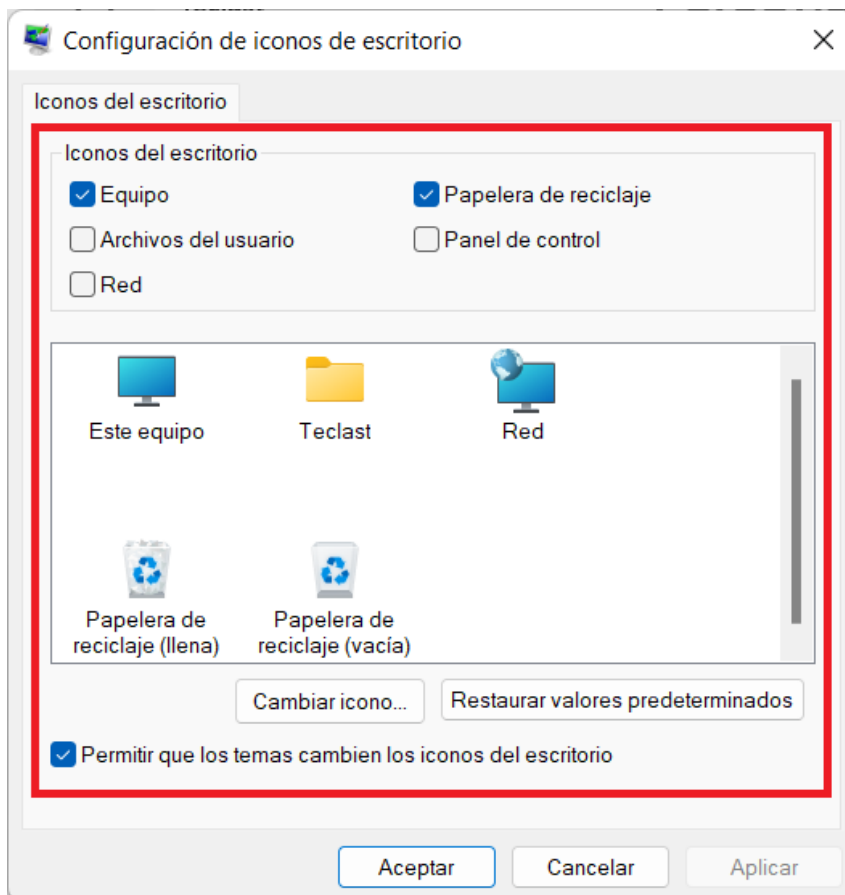 Configuración de iconos de escritorio
Iconos del escritorio
Iconos del escritorio
Equipo
Papelera de reciclaje
Archivos del usuario
Panel de control
Red
Este equipo
Teclast
Red
Papelera de
reciclaje (llena)
Papelera de
reciclaje (vacía)
Cambiar icono...
Restaurar valores predeterminados
Permitir que los temas cambien los iconos del escritorio
Aceptar
Cancelar
Aplicar